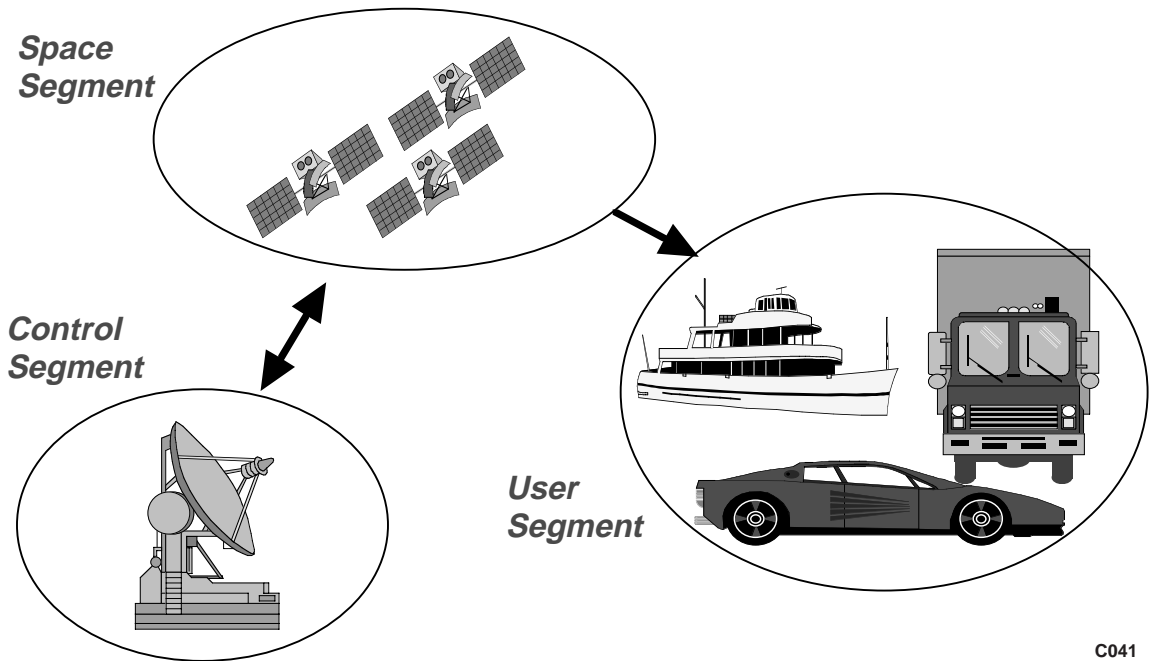 Space
Segment
Control
Segment
User
Segment
C041